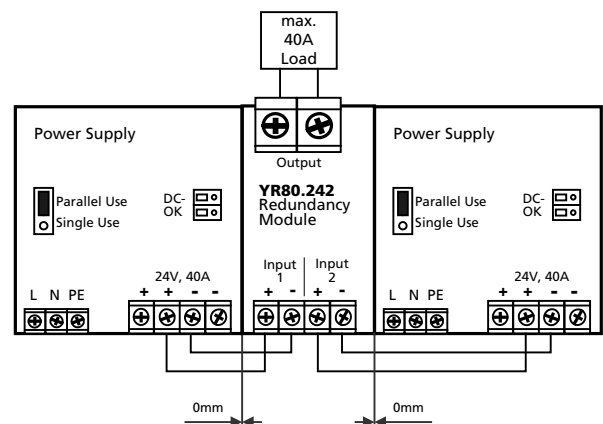 max.
40A
Load
Power Supply
Parallel Use
Single Use
DC-
OK
24V, 40A
L N PE
+ + - -
Output
YR80.242
Redundancy
Module
Input
1
Input
2
+ - + -
Power Supply
Parallel Use
Single Use
DC-
OK
24V, 40A
L N PE
+ + - -
0mm
0mm